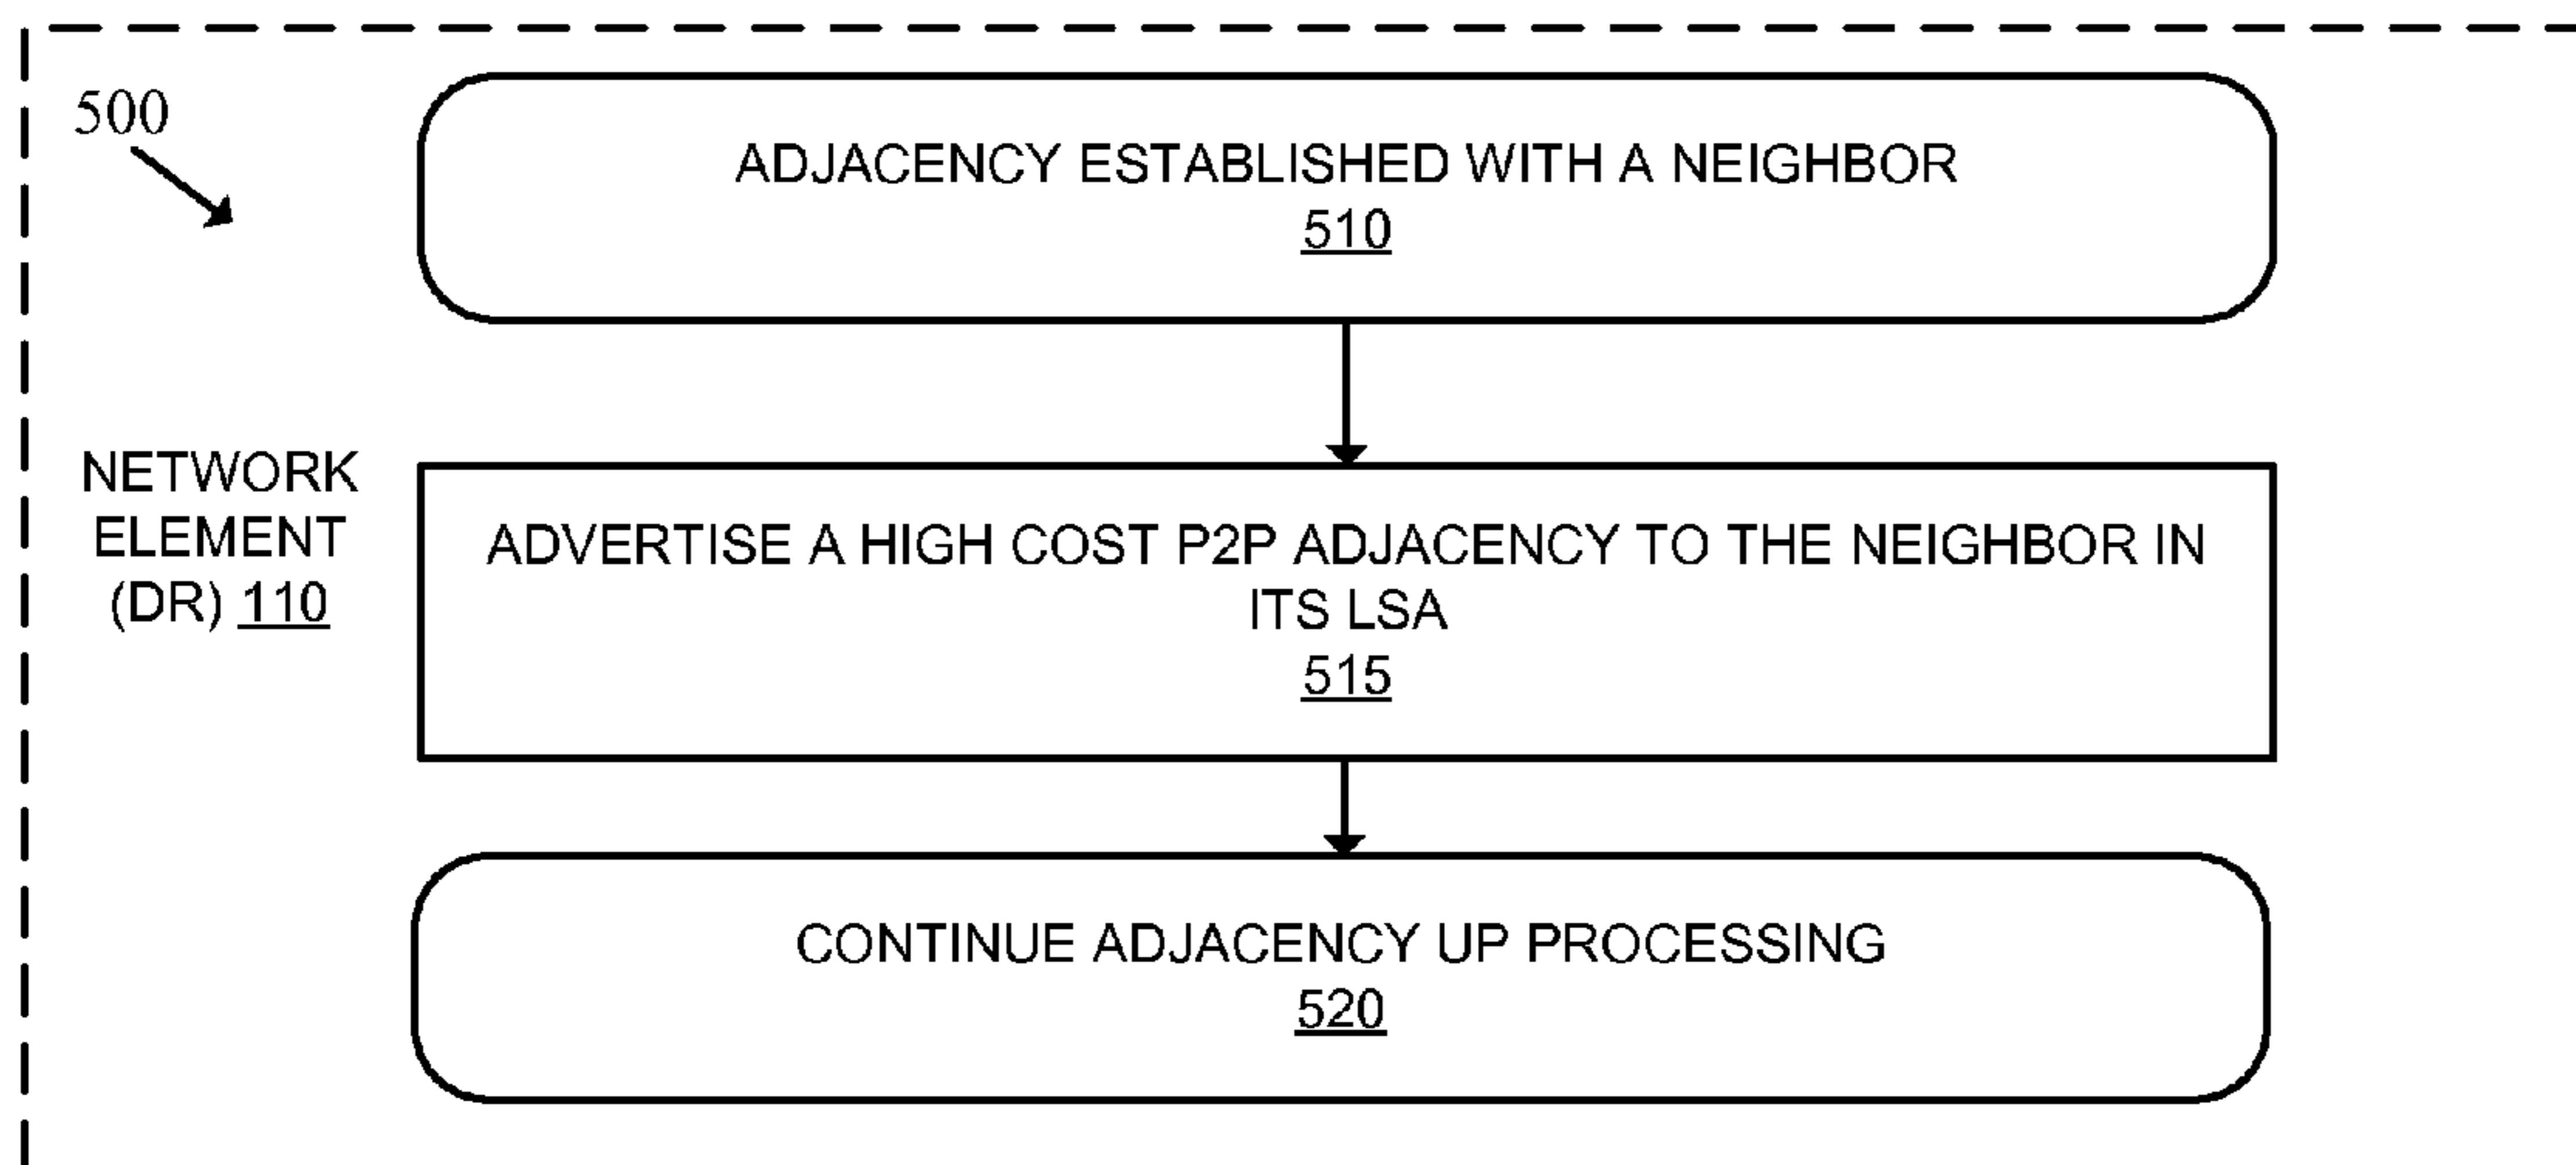 500
ADJACENCY ESTABLISHED WITH A NEIGHBOR
510
NETWORK
ELEMENT
(DR) 110
ADVERTISE A HIGH COST P2P ADJACENCY TO THE NEIGHBOR IN
ITS LSA
515
CONTINUE ADJACENCY UP PROCESSING
520